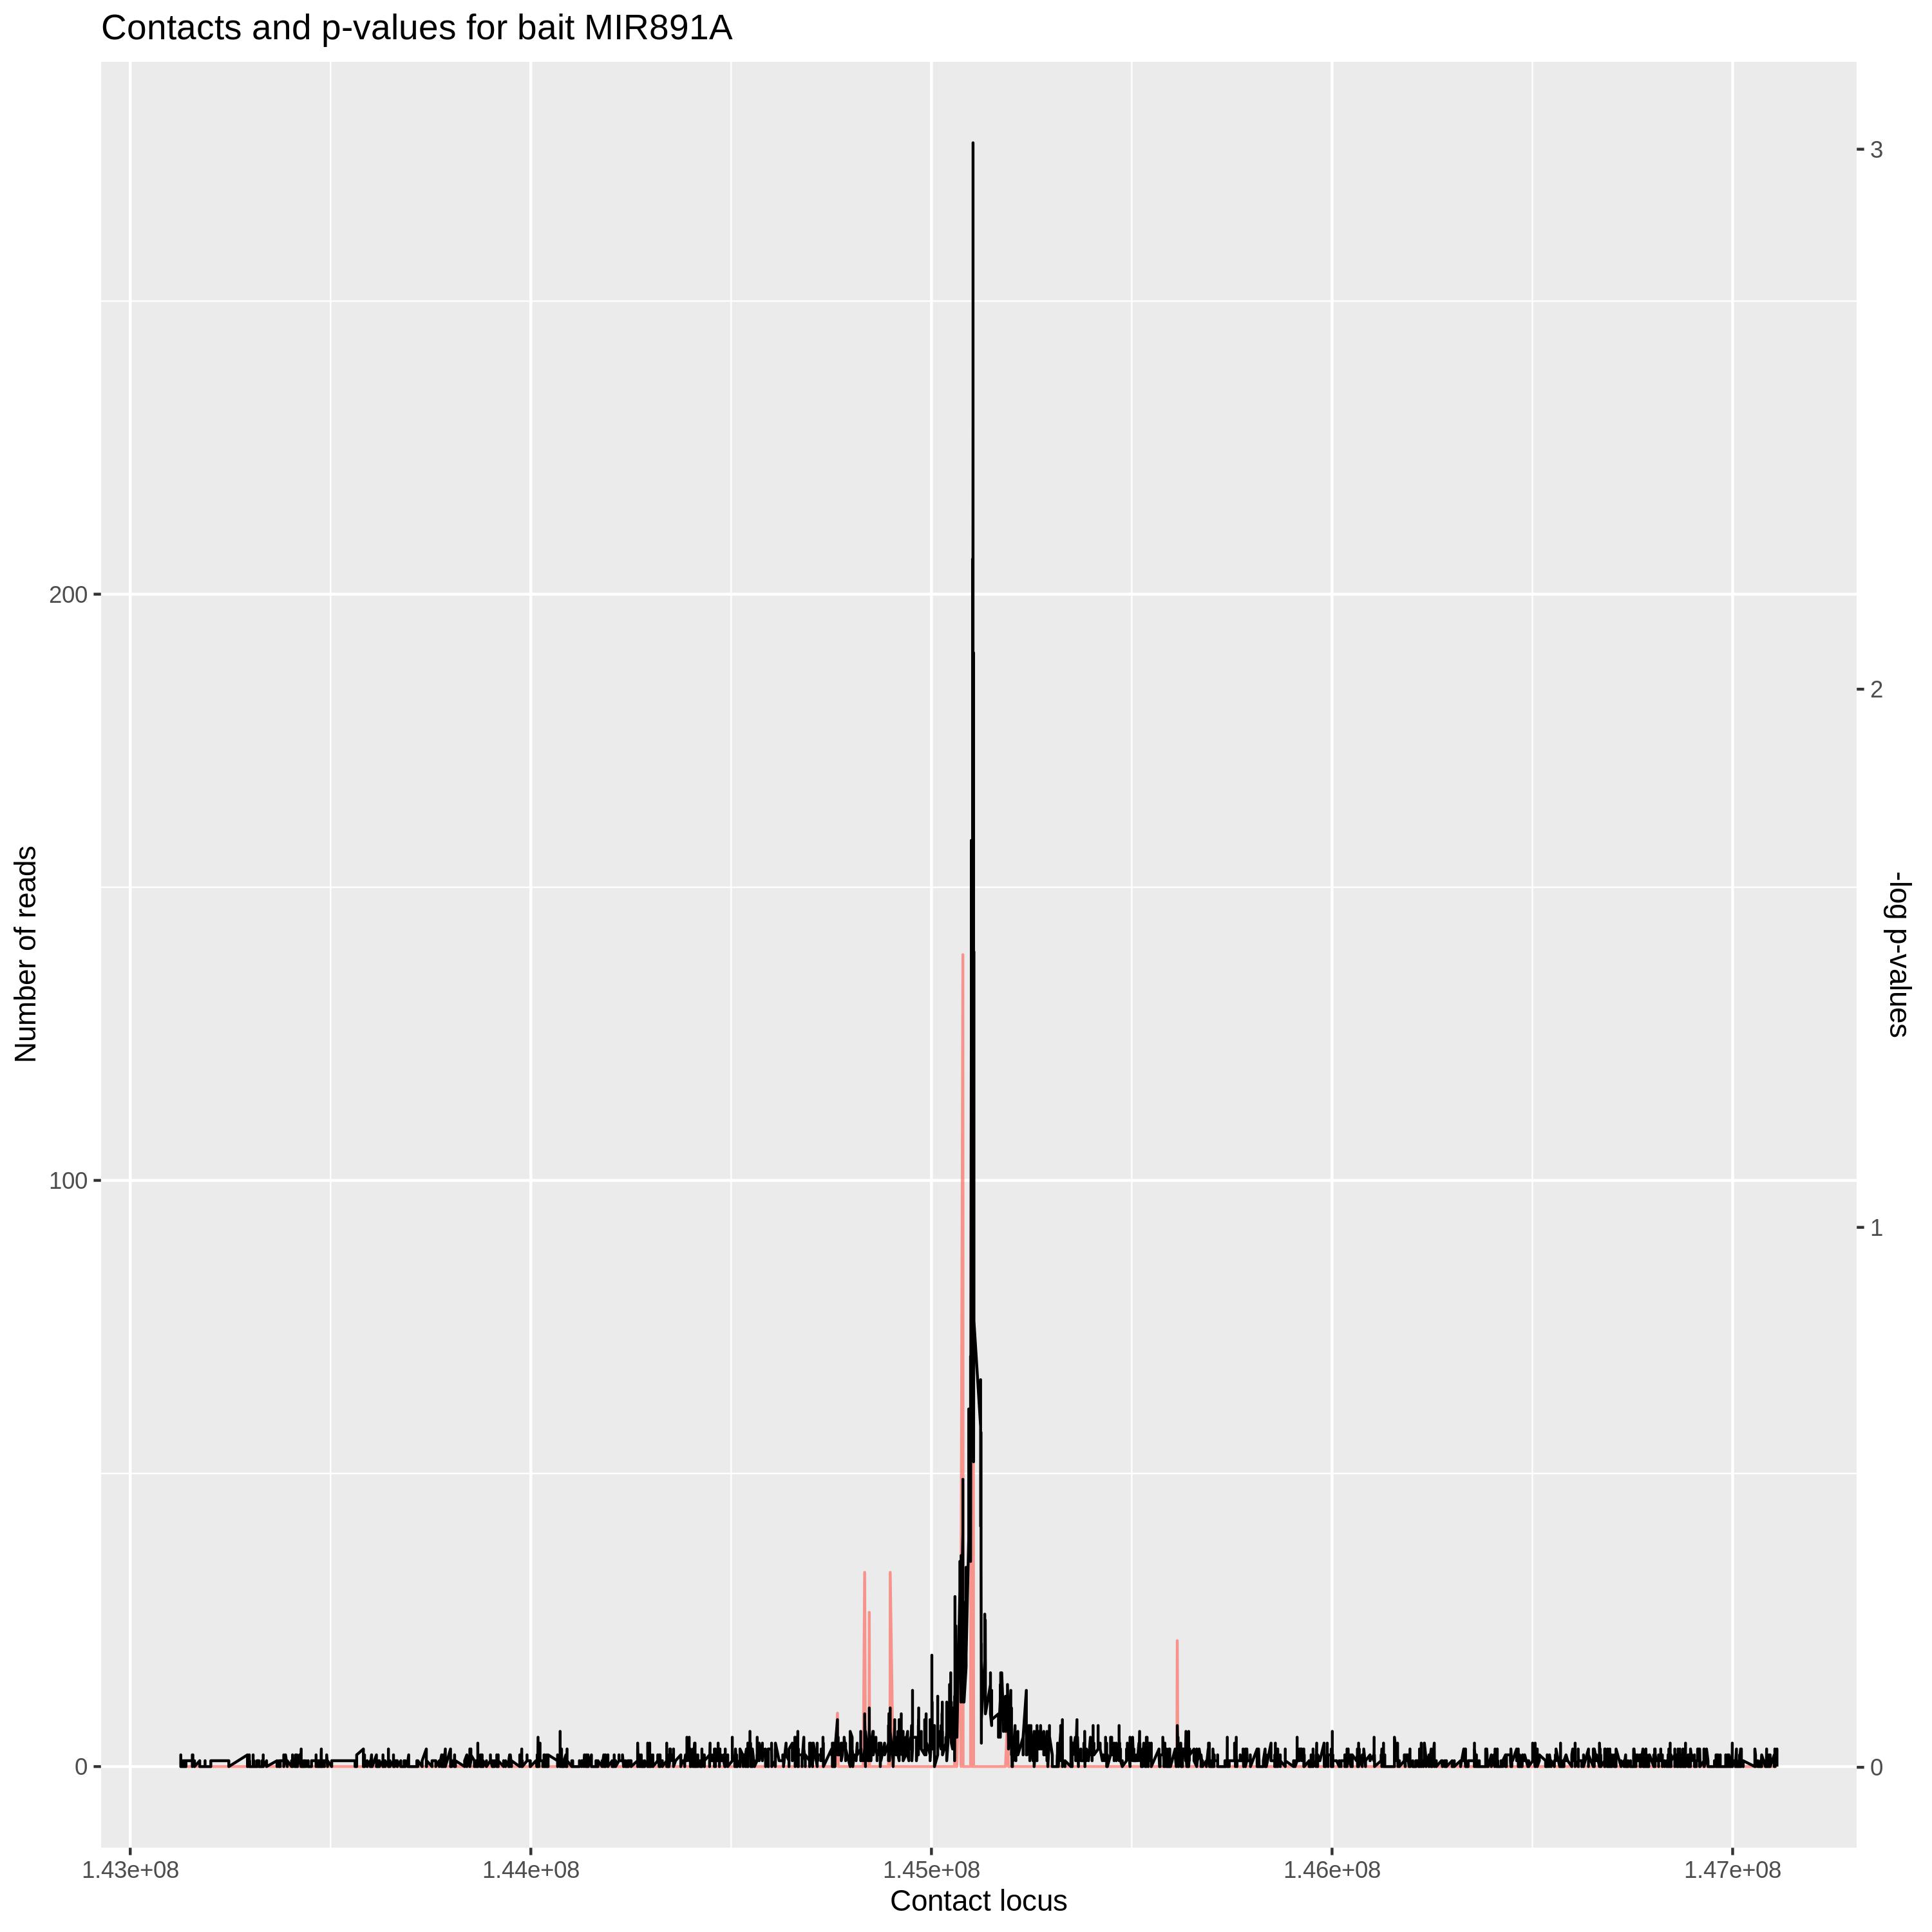 Contacts and p-values for bait MIR891A
Number of reads
200
100
0
3
2
1
0
-log p-values
1.43e+08 1.44e+08 1.45e+08 1.46e+08 1.47e+08
Contact locus